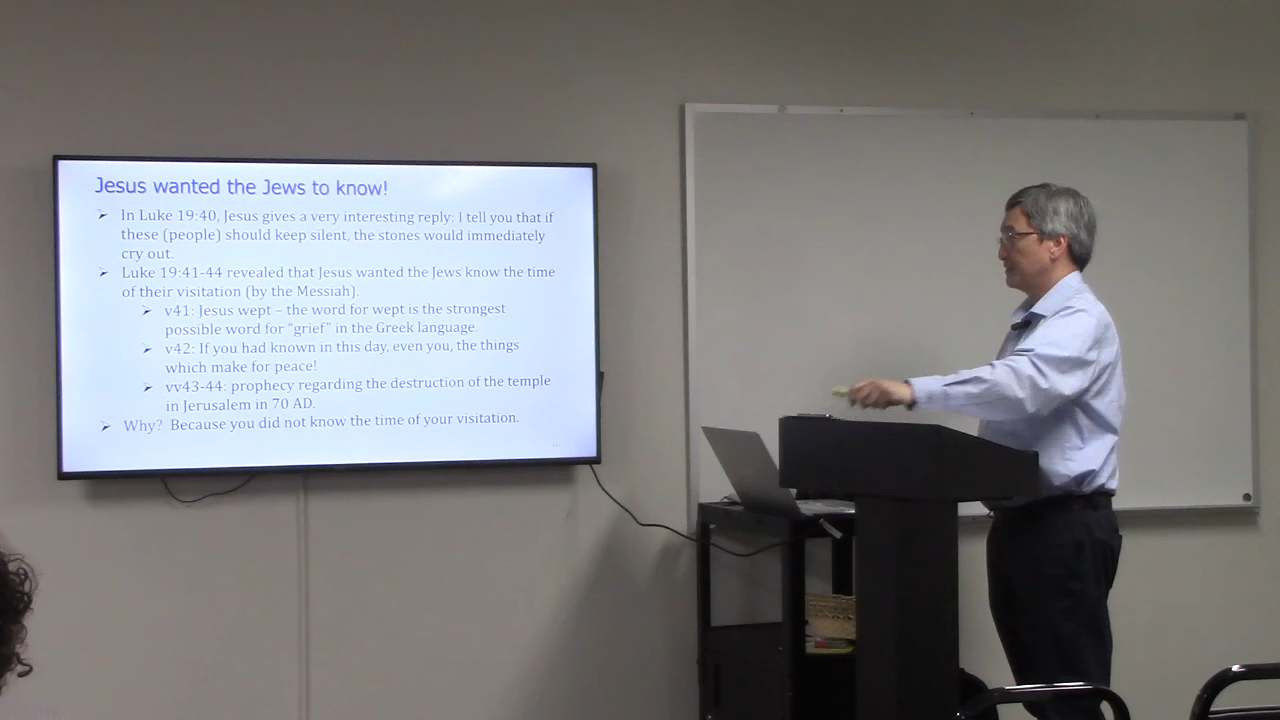 Jesus wanted the Jews to know!
In Luke 19:40, Jesus gives a very interesting reply: I tell you that if
these (people) should keep silent, the stones would immediately
cry out.
Luke 19:41-44 revealed that Jesus wanted the Jews know the time
of their visitation (by the Messiah).
v41: Jesus wept – the word for wept is the strongest
possible word for "grief" in the Greek language.
v42: If you had known in this day, even you, the things
which make for peace!
vv43-44: prophecy regarding the destruction of the temple
in Jerusalem in 70 AD.
Why? Because you did not know the time of your visitation.